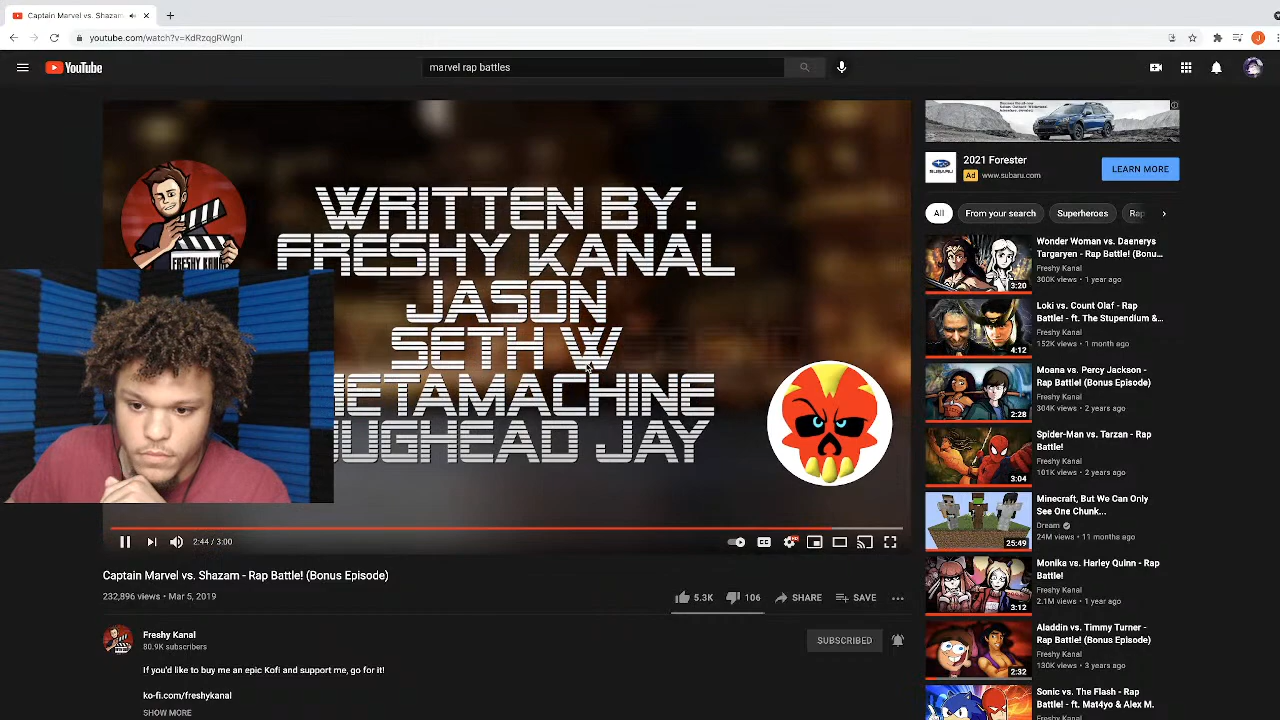 Captain Marvel vs. Shazam
youtube.com/watch?v=KdRzqgRWgnI
J
YouTube
marvel rap battles
WRITTEN BY:
FRESHY KANAL
JASON
SETH W
METAMACHINE
JUGHEAD JAY
FRESHY KANAL
2:44 / 3:00
CC
HD
Captain Marvel vs. Shazam - Rap Battle! (Bonus Episode)
232,896 views • Mar 5, 2019
5.3K
106
SHARE
SAVE
Freshy Kanal
80.9K subscribers
SUBSCRIBED
If you'd like to buy me an epic Kofi and support me, go for it!
ko-fi.com/freshykanal
SHOW MORE
SUBARU
2021 Forester
Ad www.subaru.com
LEARN MORE
All
From your search
Superheroes
Rap
Wonder Woman vs. Daenerys
Targaryen - Rap Battle! (Bonu...
Freshy Kanal
300K views • 1 year ago
3:20
Loki vs. Count Olaf - Rap
Battle! - ft. The Stupendium &...
Freshy Kanal
152K views • 1 month ago
4:12
Moana vs. Percy Jackson -
Rap Battle! (Bonus Episode)
Freshy Kanal
304K views • 2 years ago
2:28
Spider-Man vs. Tarzan - Rap
Battle!
Freshy Kanal
101K views • 2 years ago
3:04
Minecraft, But We Can Only
See One Chunk...
Dream
24M views • 11 months ago
25:49
Monika vs. Harley Quinn - Rap
Battle!
Freshy Kanal
2.1M views • 1 year ago
3:12
Aladdin vs. Timmy Turner -
Rap Battle! (Bonus Episode)
Freshy Kanal
130K views • 3 years ago
2:32
Sonic vs. The Flash - Rap
Battle! - ft. Mat4yo & Alex M.
Freshy Kanal